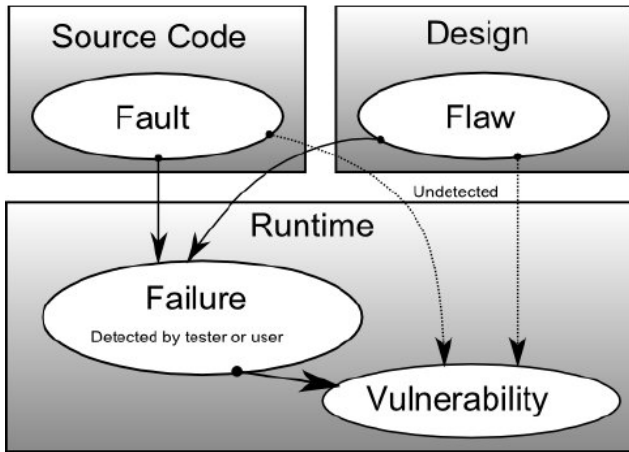 Source Code
Design
Fault
Flaw
Undetected
Runtime
Failure
Detected by tester or user
Vulnerability